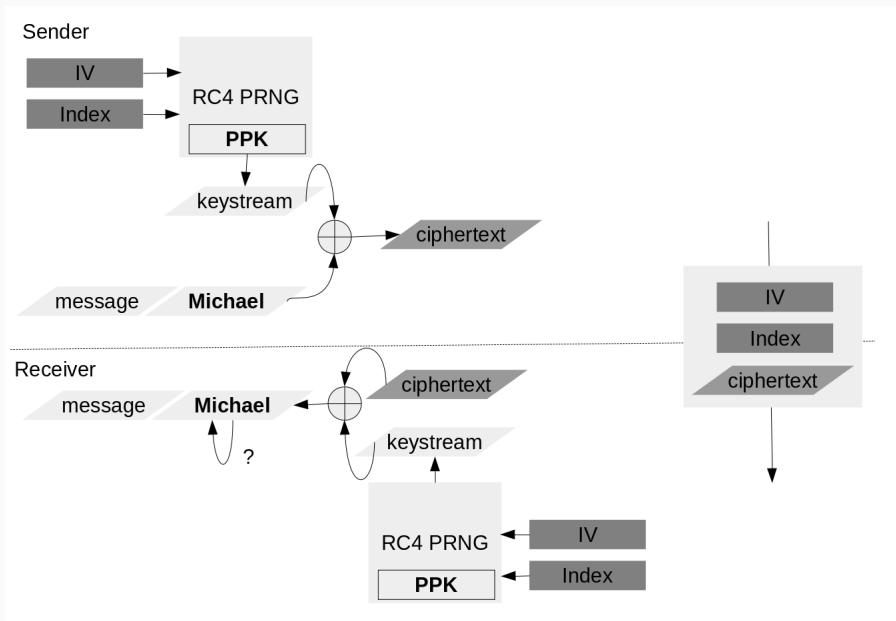 Sender
IV
Index
RC4 PRNG
PPK
keystream
ciphertext
message
Michael
IV
Index
ciphertext
Receiver
ciphertext
message
Michael
keystream
?
RC4 PRNG
PPK
IV
Index